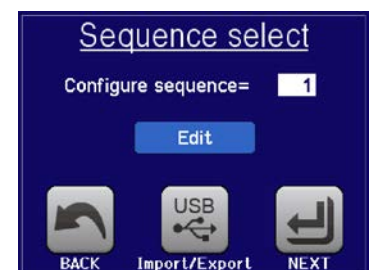 Sequence select
Configure sequence= 1
Edit
USB
BACK Import/Export NEXT